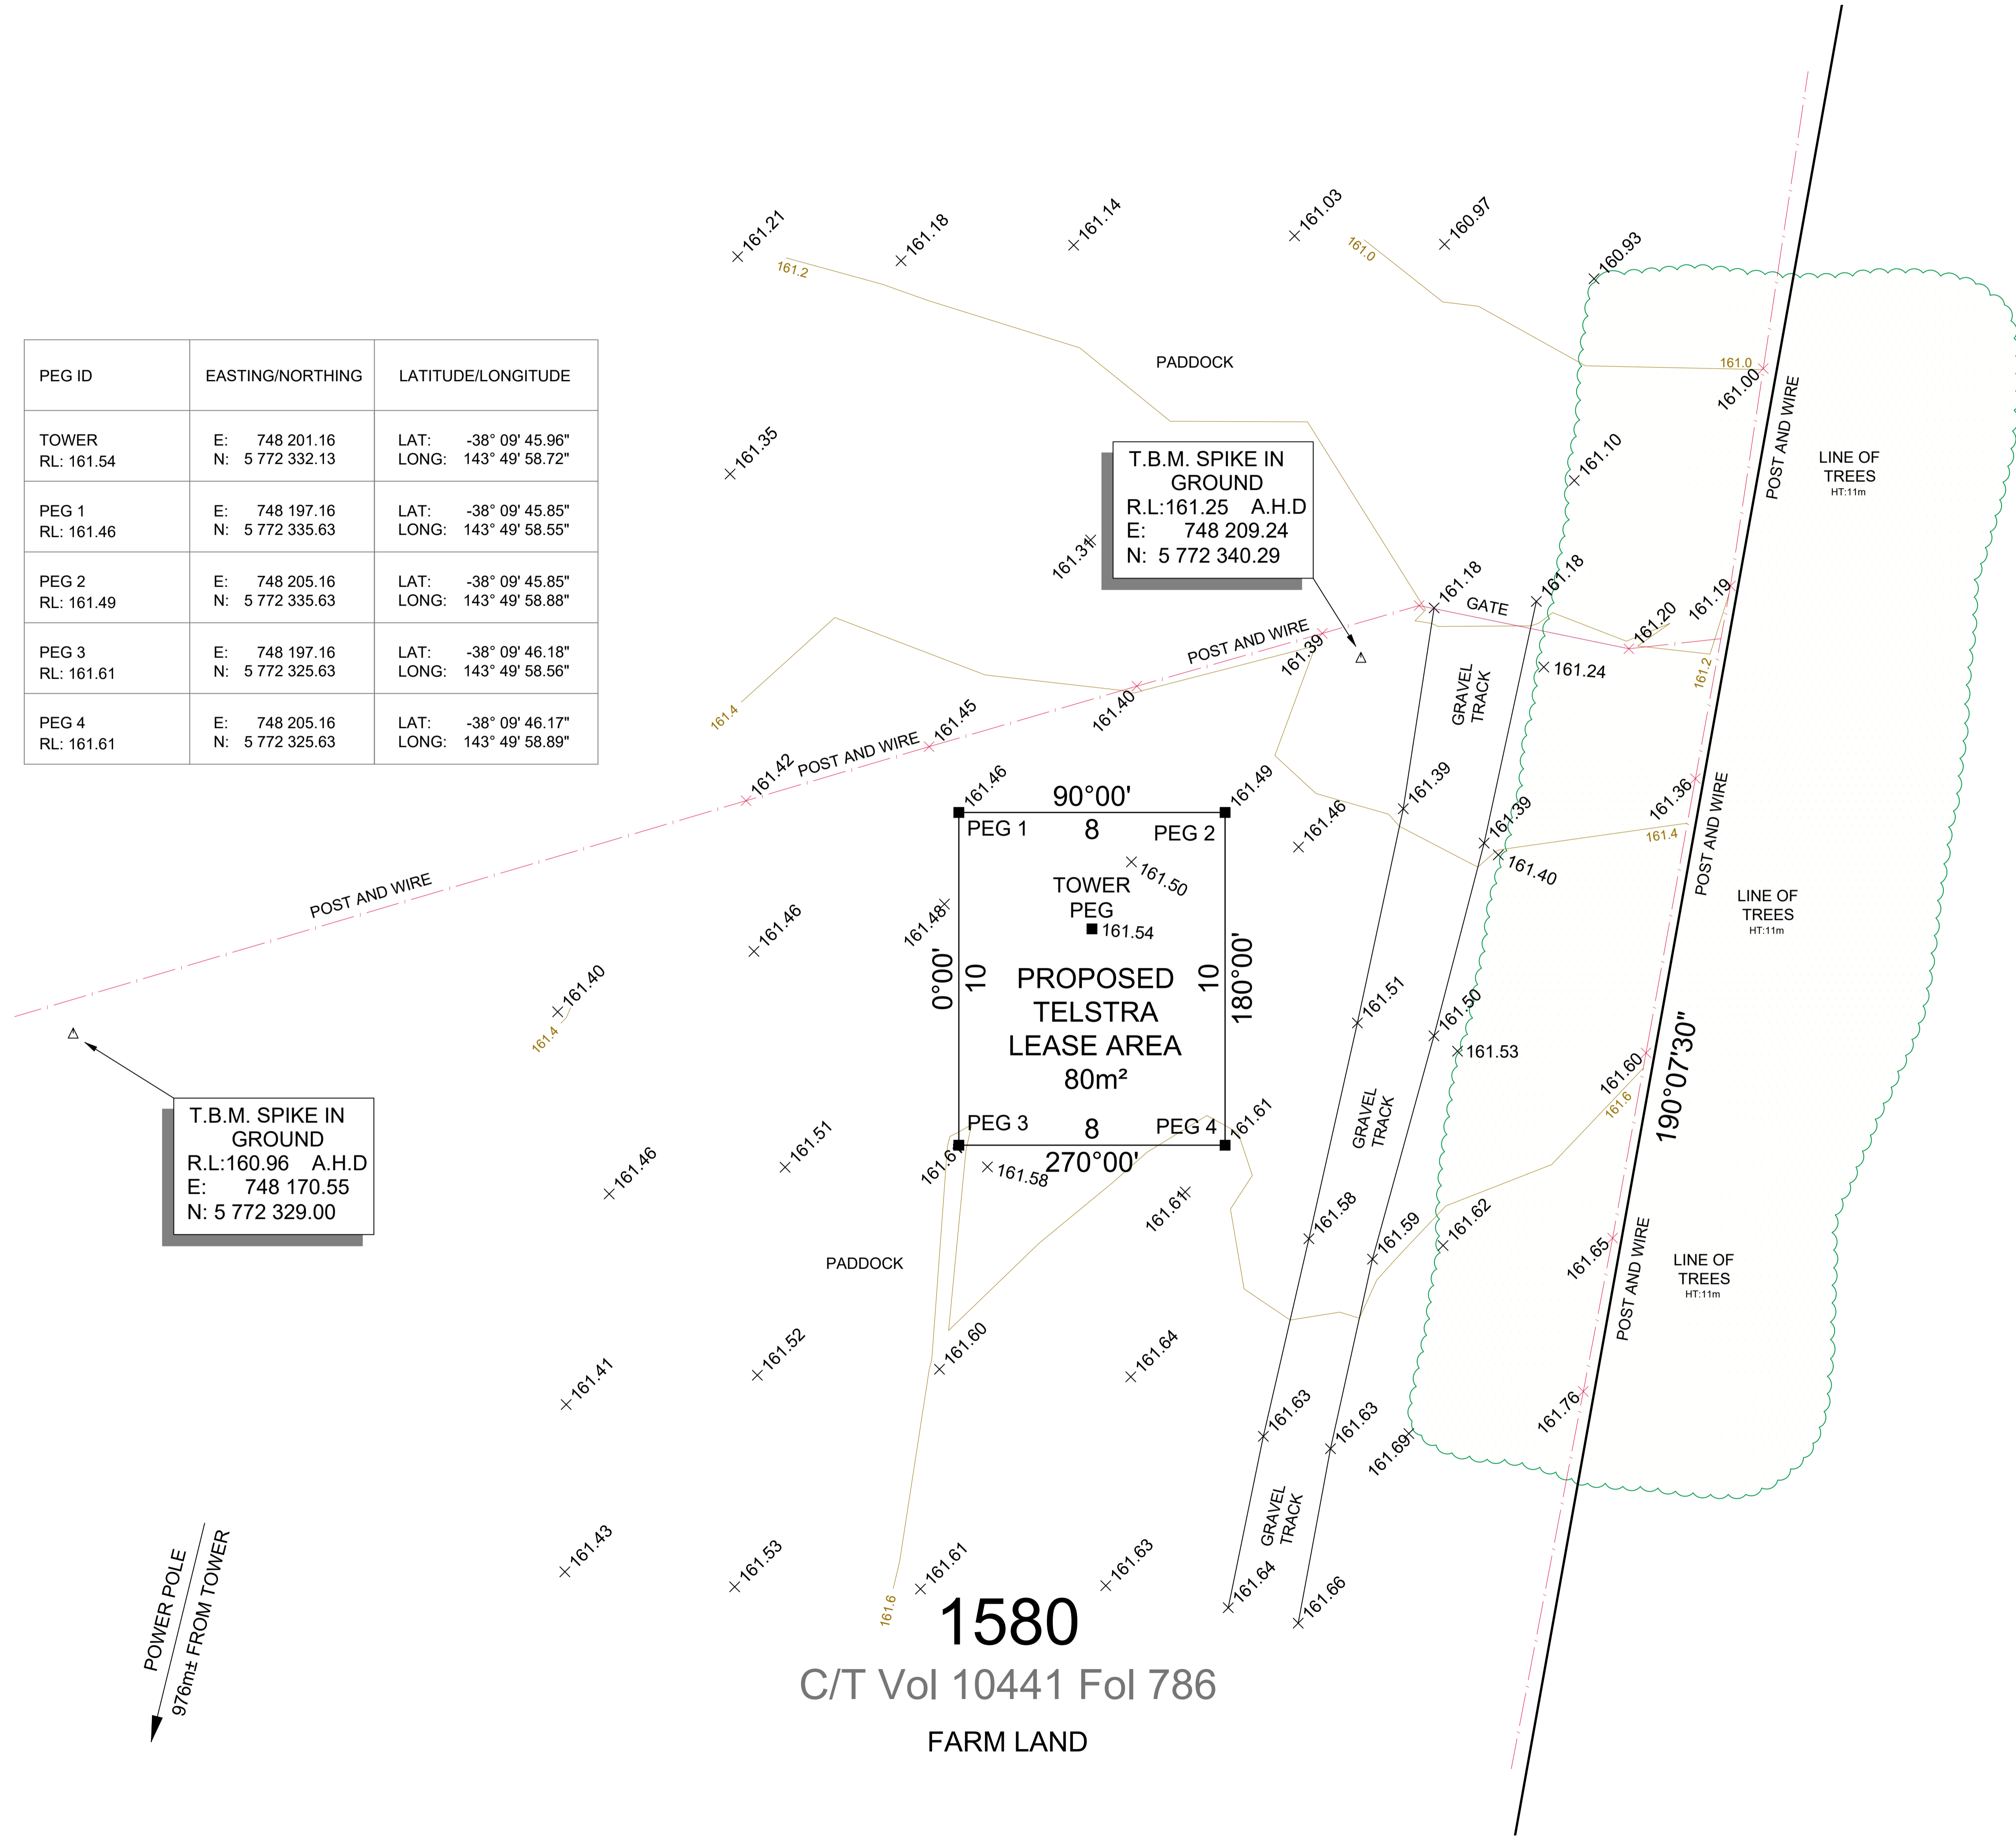 161.21
161.18
161.14
161.03
160.97
160.93
161.2
161.0
161.0
161.00
PADDOCK
POST AND WIRE
LINE OF
TREES
HT:11m
PEG ID EASTING/NORTHING LATITUDE/LONGITUDE
TOWER E: 748 201.16 LAT: -38° 09' 45.96"
RL: 161.54 N: 5 772 332.13 LONG: 143° 49' 58.72"
PEG 1 E: 748 197.16 LAT: -38° 09' 45.85"
RL: 161.46 N: 5 772 335.63 LONG: 143° 49' 58.55"
PEG 2 E: 748 205.16 LAT: -38° 09' 45.85"
RL: 161.49 N: 5 772 335.63 LONG: 143° 49' 58.88"
PEG 3 E: 748 197.16 LAT: -38° 09' 46.18"
RL: 161.61 N: 5 772 325.63 LONG: 143° 49' 58.56"
PEG 4 E: 748 205.16 LAT: -38° 09' 46.17"
RL: 161.61 N: 5 772 325.63 LONG: 143° 49' 58.89"
161.35
161.31
T.B.M. SPIKE IN
GROUND
R.L:161.25 A.H.D
E: 748 209.24
N: 5 772 340.29
161.10
161.18
GATE
161.18
161.20
161.19
161.2
161.24
161.4
POST AND WIRE
161.39
161.40
161.45
POST AND WIRE
161.42
POST AND WIRE
GRAVEL
TRACK
161.39
161.39
161.40
161.36
161.4
POST AND WIRE
161.46
161.46
90°00'
161.49
PEG 1
8
PEG 2
161.50
TOWER
PEG
161.54
161.48
161.46
161.40
161.4
0°00'
10
PROPOSED
TELSTRA
LEASE AREA
80m²
10
180°00'
LINE OF
TREES
HT:11m
161.51
161.50
161.53
161.60
161.6
190°07'30"
T.B.M. SPIKE IN
GROUND
R.L:160.96 A.H.D
E: 748 170.55
N: 5 772 329.00
161.46
161.51
PEG 3
8
PEG 4
161.61
161.61
270°00'
161.58
161.61
GRAVEL
TRACK
161.58
161.59
161.62
161.65
POST AND WIRE
LINE OF
TREES
HT:11m
PADDOCK
161.41
161.52
161.60
161.64
161.63
161.63
161.69
161.76
161.43
161.53
161.6
161.61
161.63
GRAVEL
TRACK
161.64
161.66
POWER POLE
976m± FROM TOWER
1580
C/T Vol 10441 Fol 786
FARM LAND